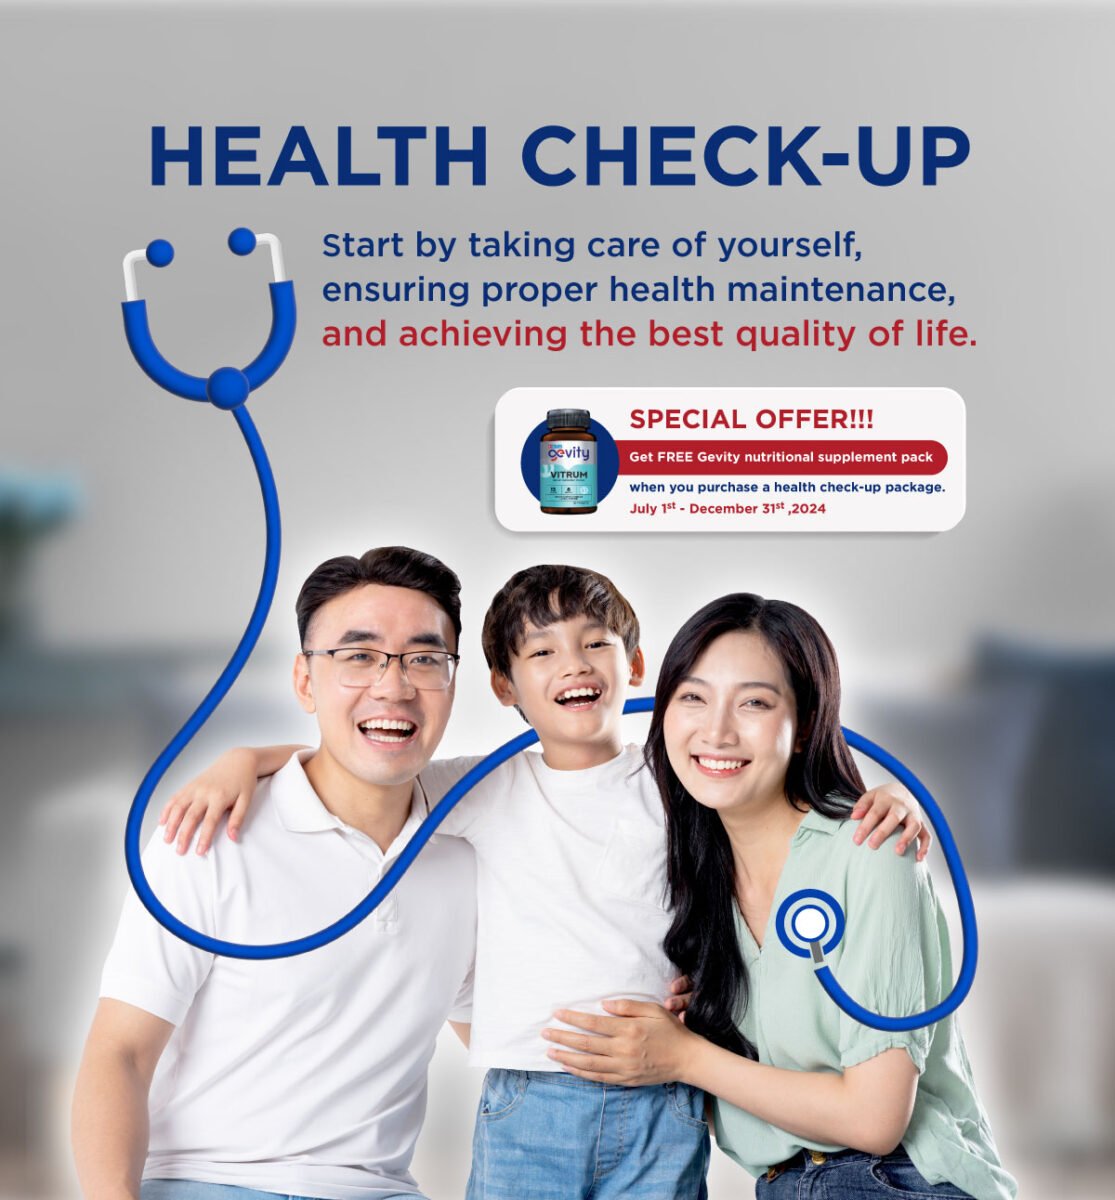 HEALTH CHECK-UP
Start by taking care of yourself,
ensuring proper health maintenance,
and achieving the best quality of life.
SPECIAL OFFER!!!
Get FREE Gevity nutritional supplement pack
when you purchase a health check-up package.
July 1st - December 31st ,2024
gevity
VITRUM